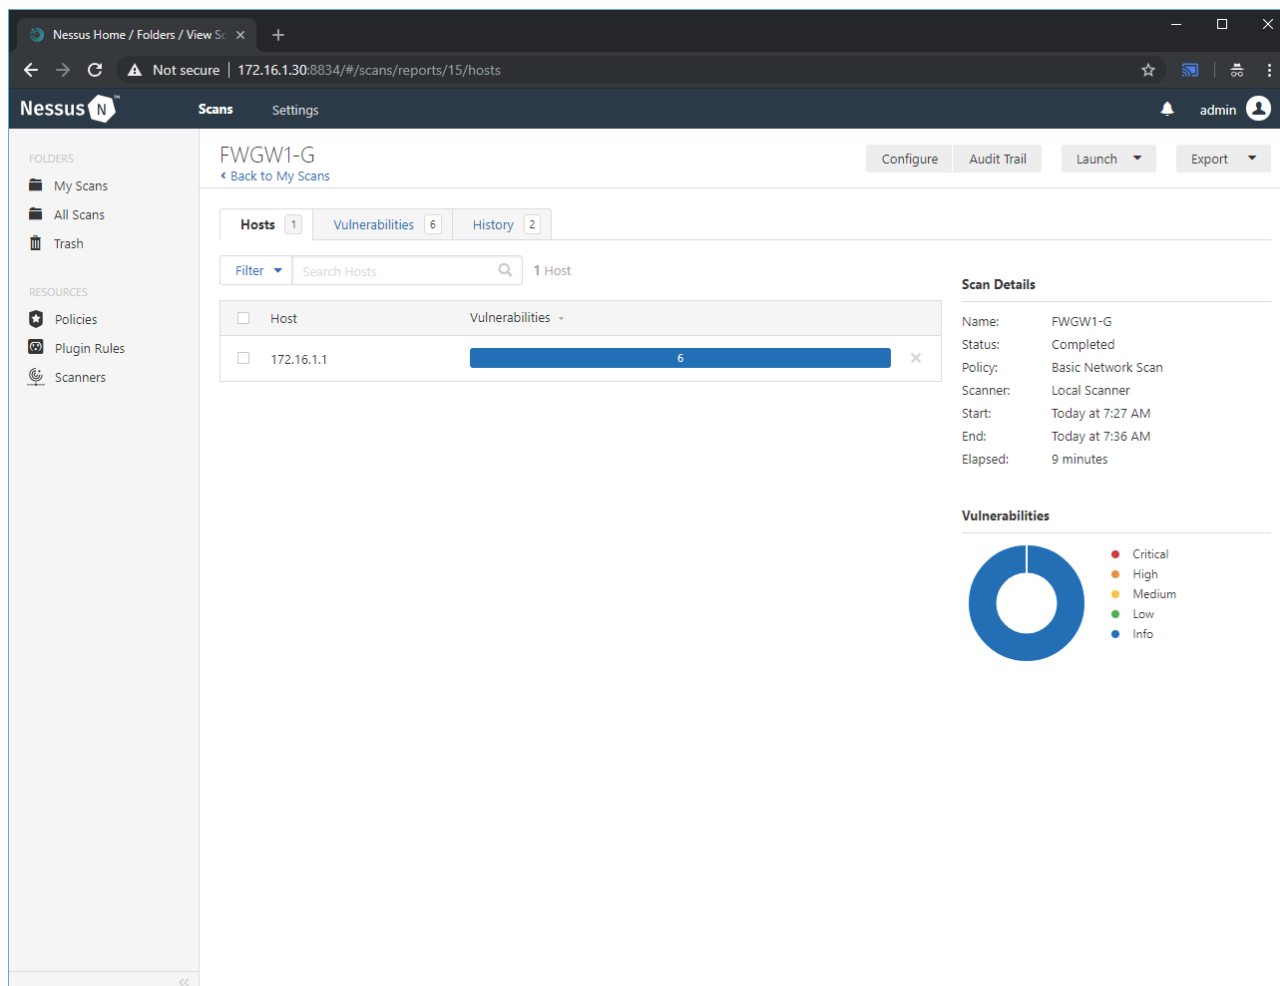 Nessus Home / Folders / View Sc
Not secure | 172.16.1.30:8834/#/scans/reports/15/hosts
Nessus N ™ Scans Settings admin
FOLDERS
My Scans
All Scans
Trash
RESOURCES
Policies
Plugin Rules
Scanners
FWGW1-G
Back to My Scans
Configure Audit Trail Launch Export
Hosts 1 Vulnerabilities 6 History 2
Filter Search Hosts 1 Host
Host Vulnerabilities
172.16.1.1 6
Scan Details
Name: FWGW1-G
Status: Completed
Policy: Basic Network Scan
Scanner: Local Scanner
Start: Today at 7:27 AM
End: Today at 7:36 AM
Elapsed: 9 minutes
Vulnerabilities
Critical
High
Medium
Low
Info